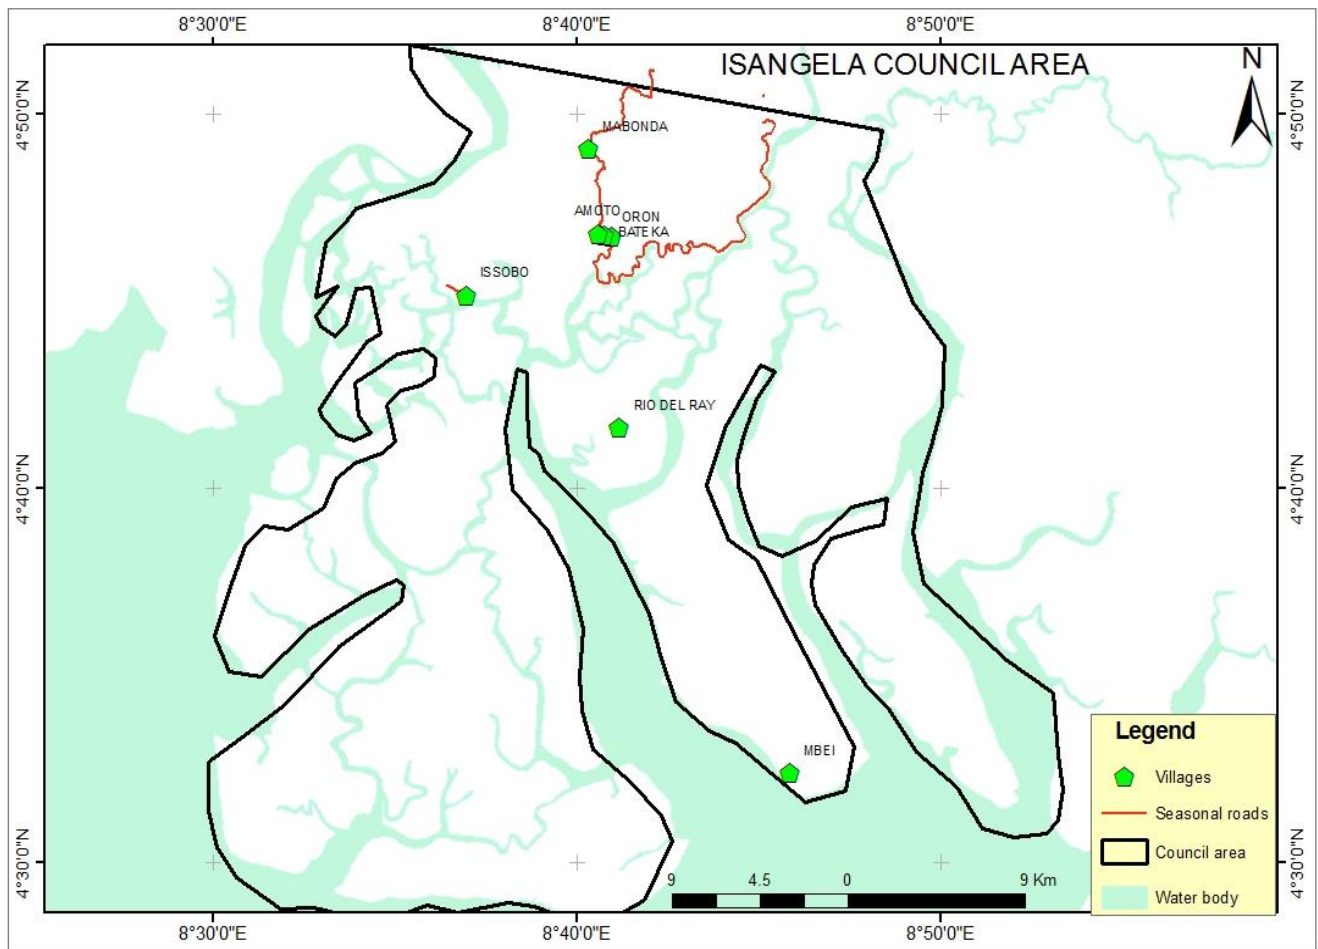 8°30'0"E
8°40'0"E
8°50'0"E
ISANGELA COUNCIL AREA
N
4°50'0"N
4°50'0"N
MABONDA
AMOTO
ORON
BATEKA
ISSOBO
RIO DEL RAY
4°40'0"N
4°40'0"N
MBEI
Legend
Villages
Seasonal roads
Council area
Water body
4°30'0"N
4°30'0"N
9
4.5
0
9 Km
8°30'0"E
8°40'0"E
8°50'0"E